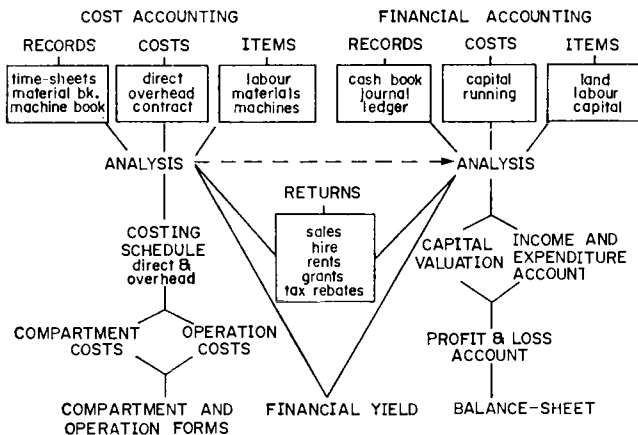 COST ACCOUNTING
FINANCIAL ACCOUNTING
RECORDS COSTS ITEMS
RECORDS COSTS ITEMS
time-sheets
material bk.
machine book
direct
overhead
contract
labour
materials
machines
cash book
journal
ledger
capital
running
land
labour
capital
ANALYSIS
ANALYSIS
RETURNS
sales
hire
rents
grants
tax rebates
COSTING
SCHEDULE
direct &
overhead
CAPITAL
VALUATION
INCOME AND
EXPENDITURE
ACCOUNT
COMPARTMENT
COSTS
OPERATION
COSTS
PROFIT & LOSS
ACCOUNT
COMPARTMENT AND
OPERATION FORMS
FINANCIAL YIELD
BALANCE-SHEET